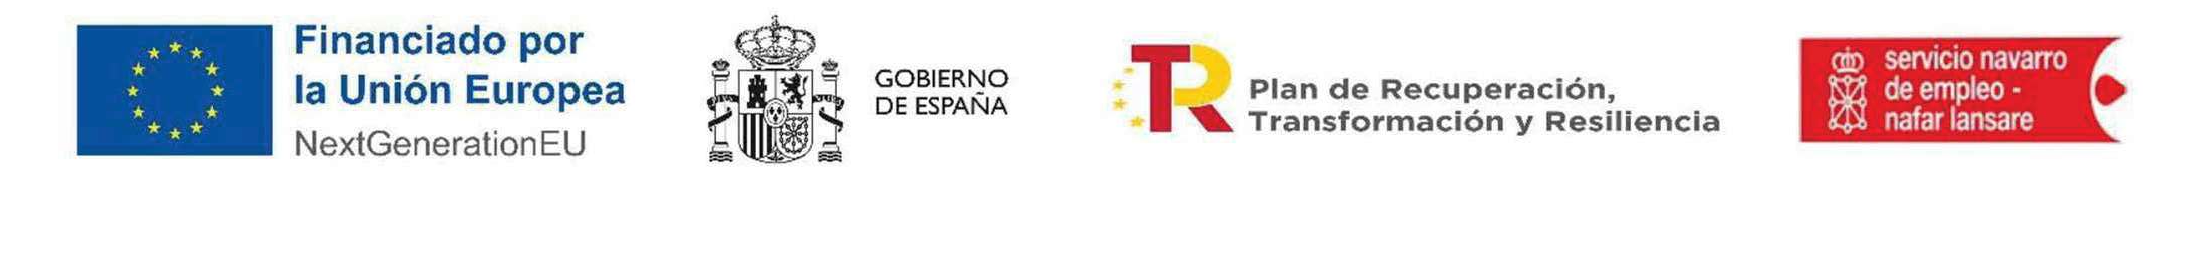 Financiado por
la Unión Europea
NextGenerationEU
GOBIERNO
DE ESPAÑA
Plan de Recuperación,
Transformación y Resiliencia
servicio navarro
de empleo -
nafar lansare